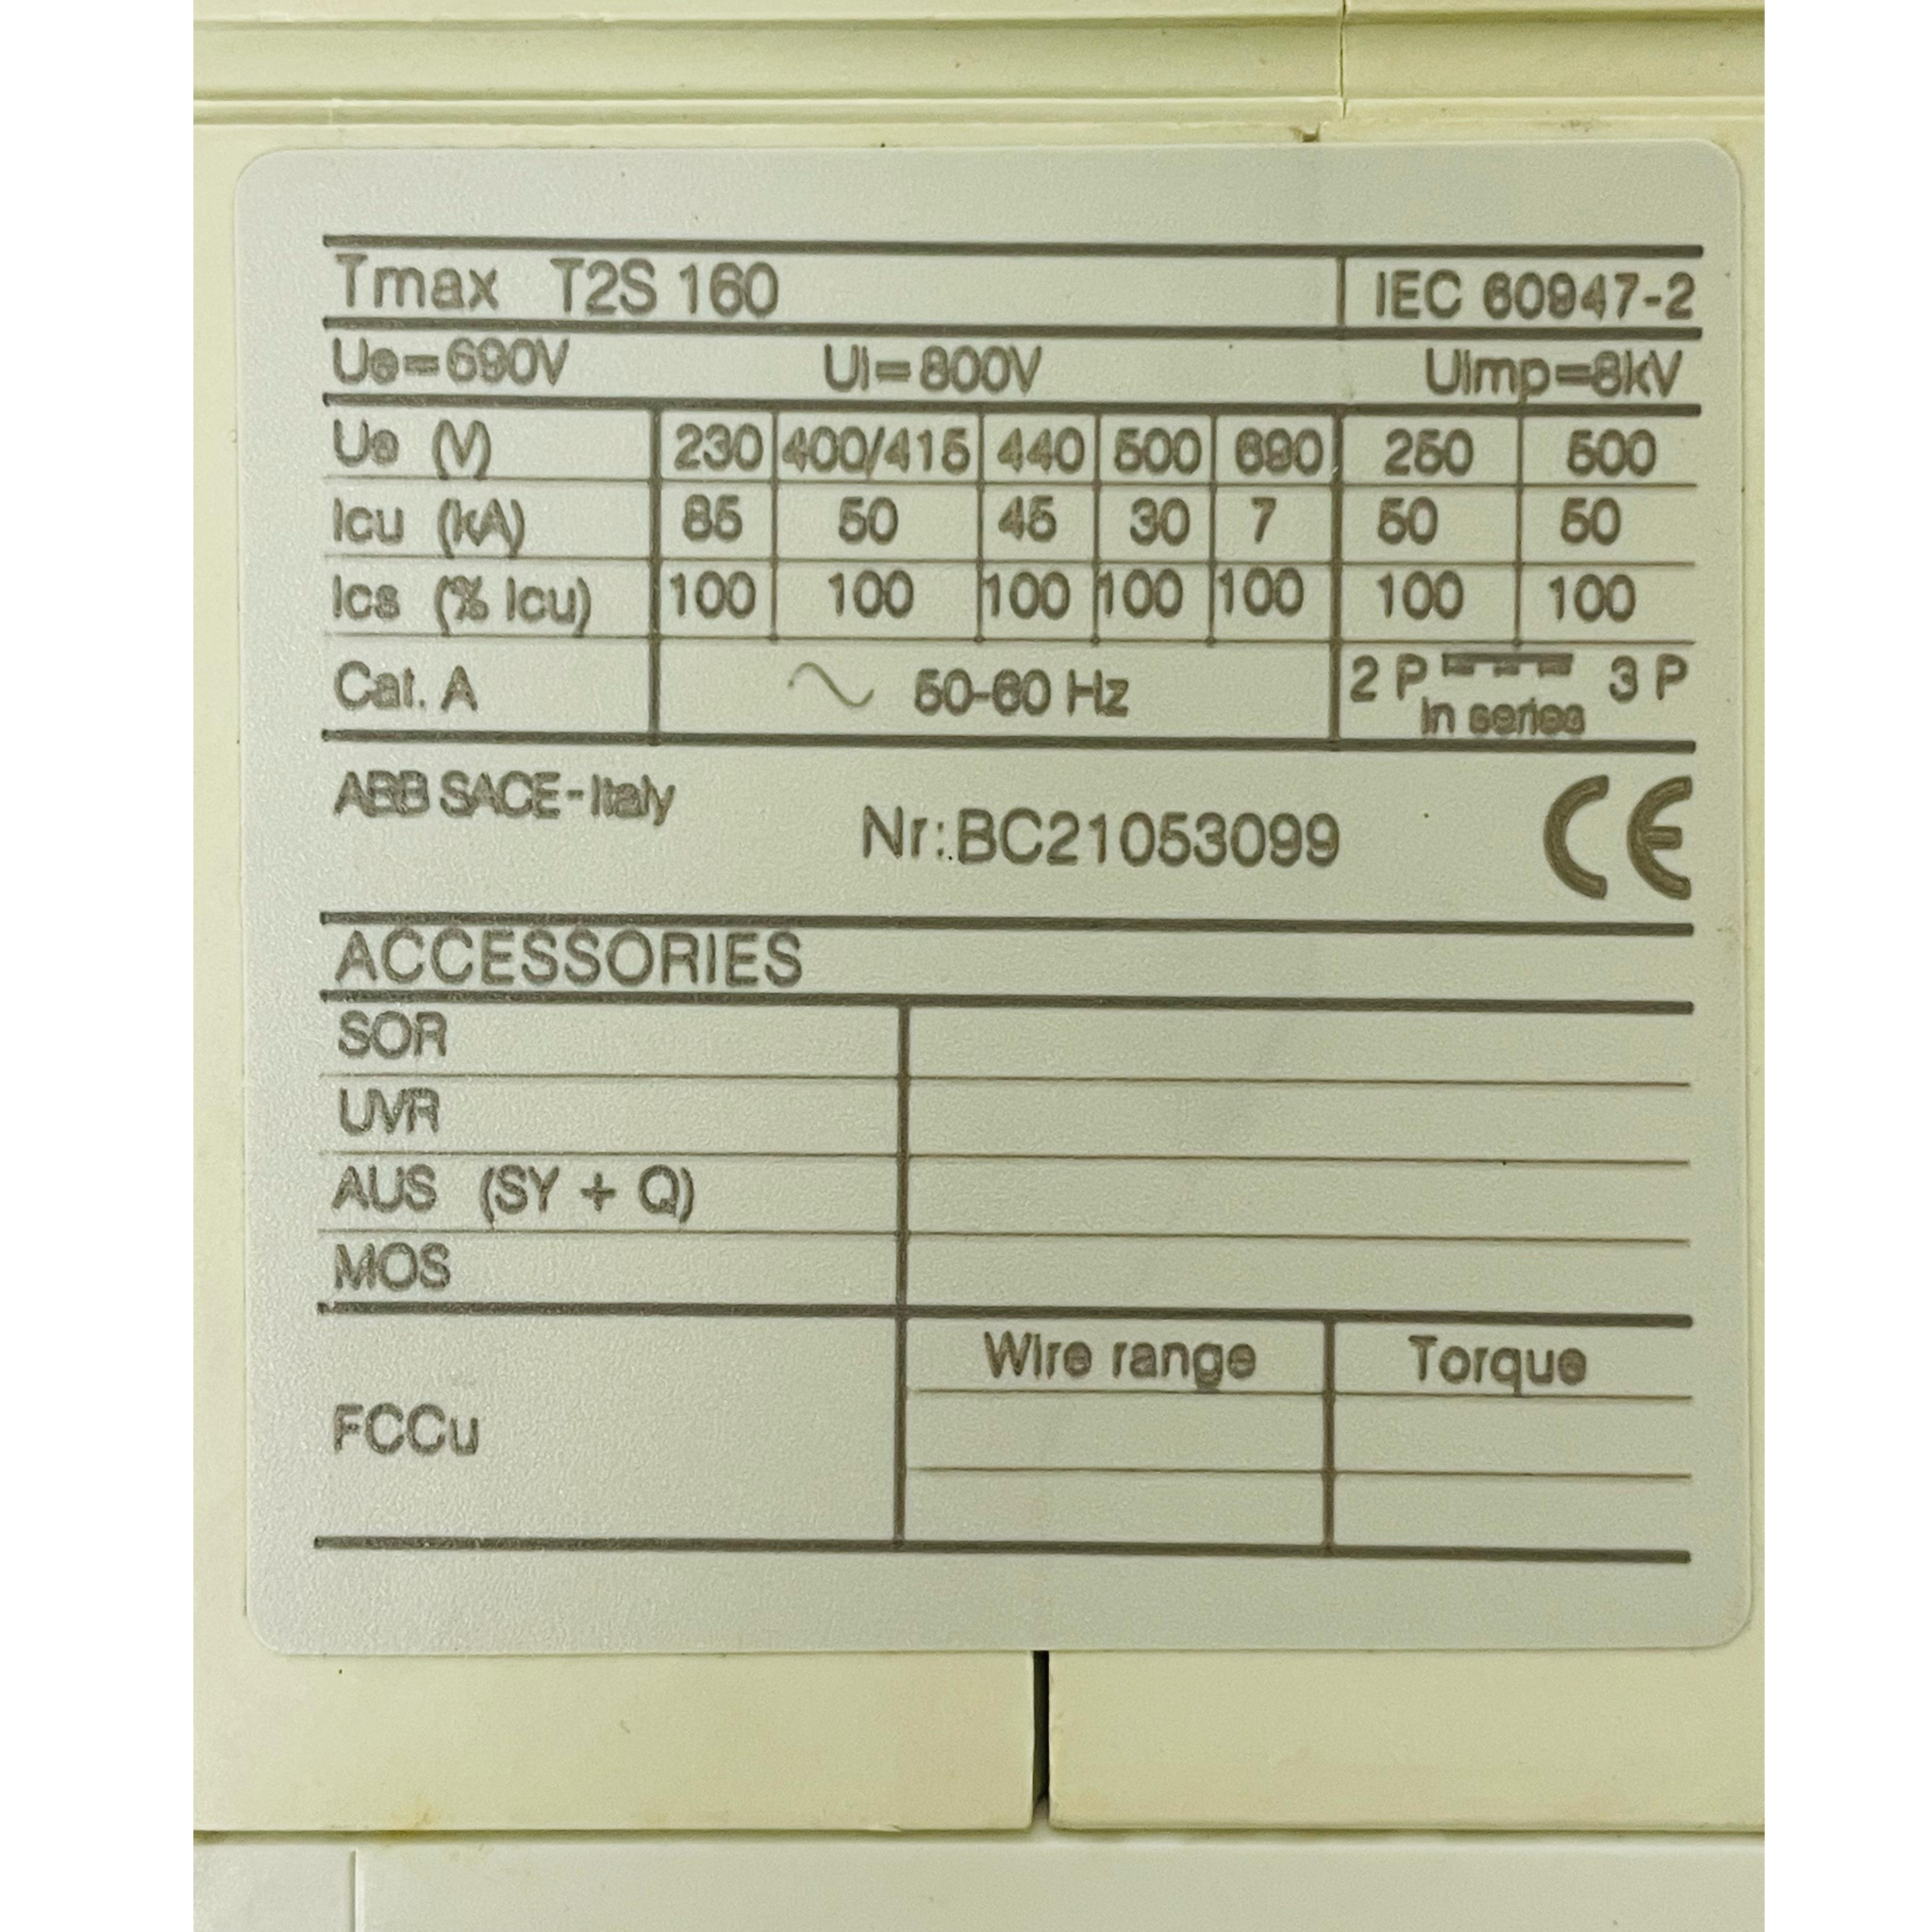 Tmax T2S 160 IEC 60947-2
Ue=690V Ui=800V Uimp=8kV
Ue (V) 230 400/415 440 500 690 250 500
Icu (kA) 85 50 45 30 7 50 50
Ics (% Icu) 100 100 100 100 100 100 100
Cat. A ~ 50-60 Hz 2 P 3 P
in series
ABB SACE-Italy
Nr:BC21053099 CE
ACCESSORIES
SOR
UVR
AUS (SY + Q)
MOS
Wire range Torque
FCCu